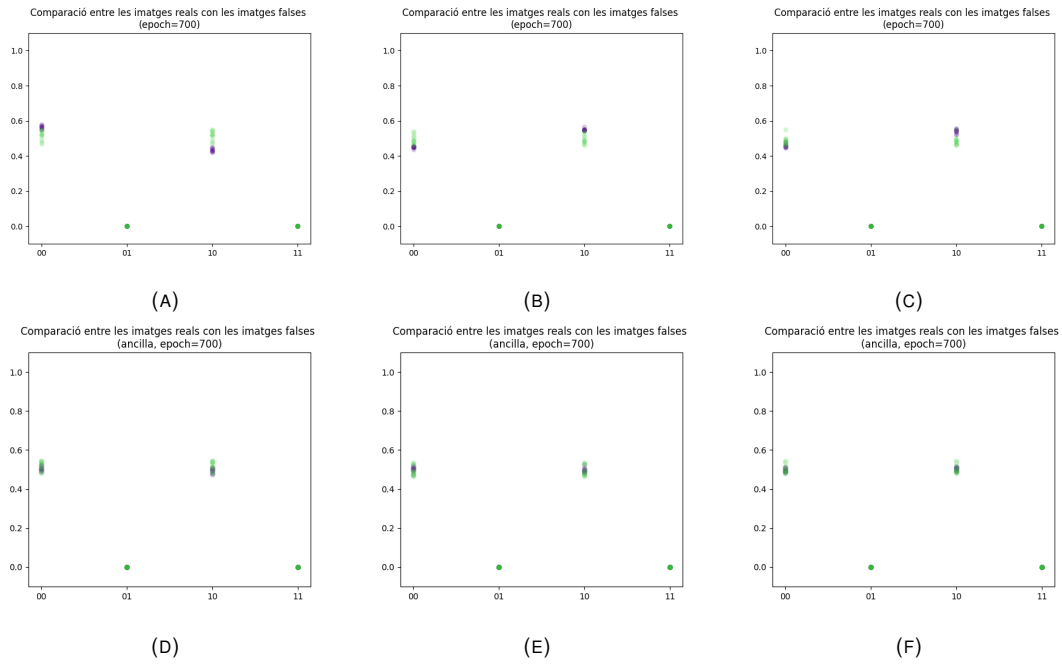 Comparació entre les imatges reals con les imatges falses
(epoch=700)
1.0
0.8
0.6
0.4
0.2
0.0
00 01 10 11
(A)
Comparació entre les imatges reals con les imatges falses
(epoch=700)
1.0
0.8
0.6
0.4
0.2
0.0
00 01 10 11
(B)
Comparació entre les imatges reals con les imatges falses
(epoch=700)
1.0
0.8
0.6
0.4
0.2
0.0
00 01 10 11
(C)
Comparació entre les imatges reals con les imatges falses
(ancilla, epoch=700)
1.0
0.8
0.6
0.4
0.2
0.0
00 01 10 11
(D)
Comparació entre les imatges reals con les imatges falses
(ancilla, epoch=700)
1.0
0.8
0.6
0.4
0.2
0.0
00 01 10 11
(E)
Comparació entre les imatges reals con les imatges falses
(ancilla, epoch=700)
1.0
0.8
0.6
0.4
0.2
0.0
00 01 10 11
(F)